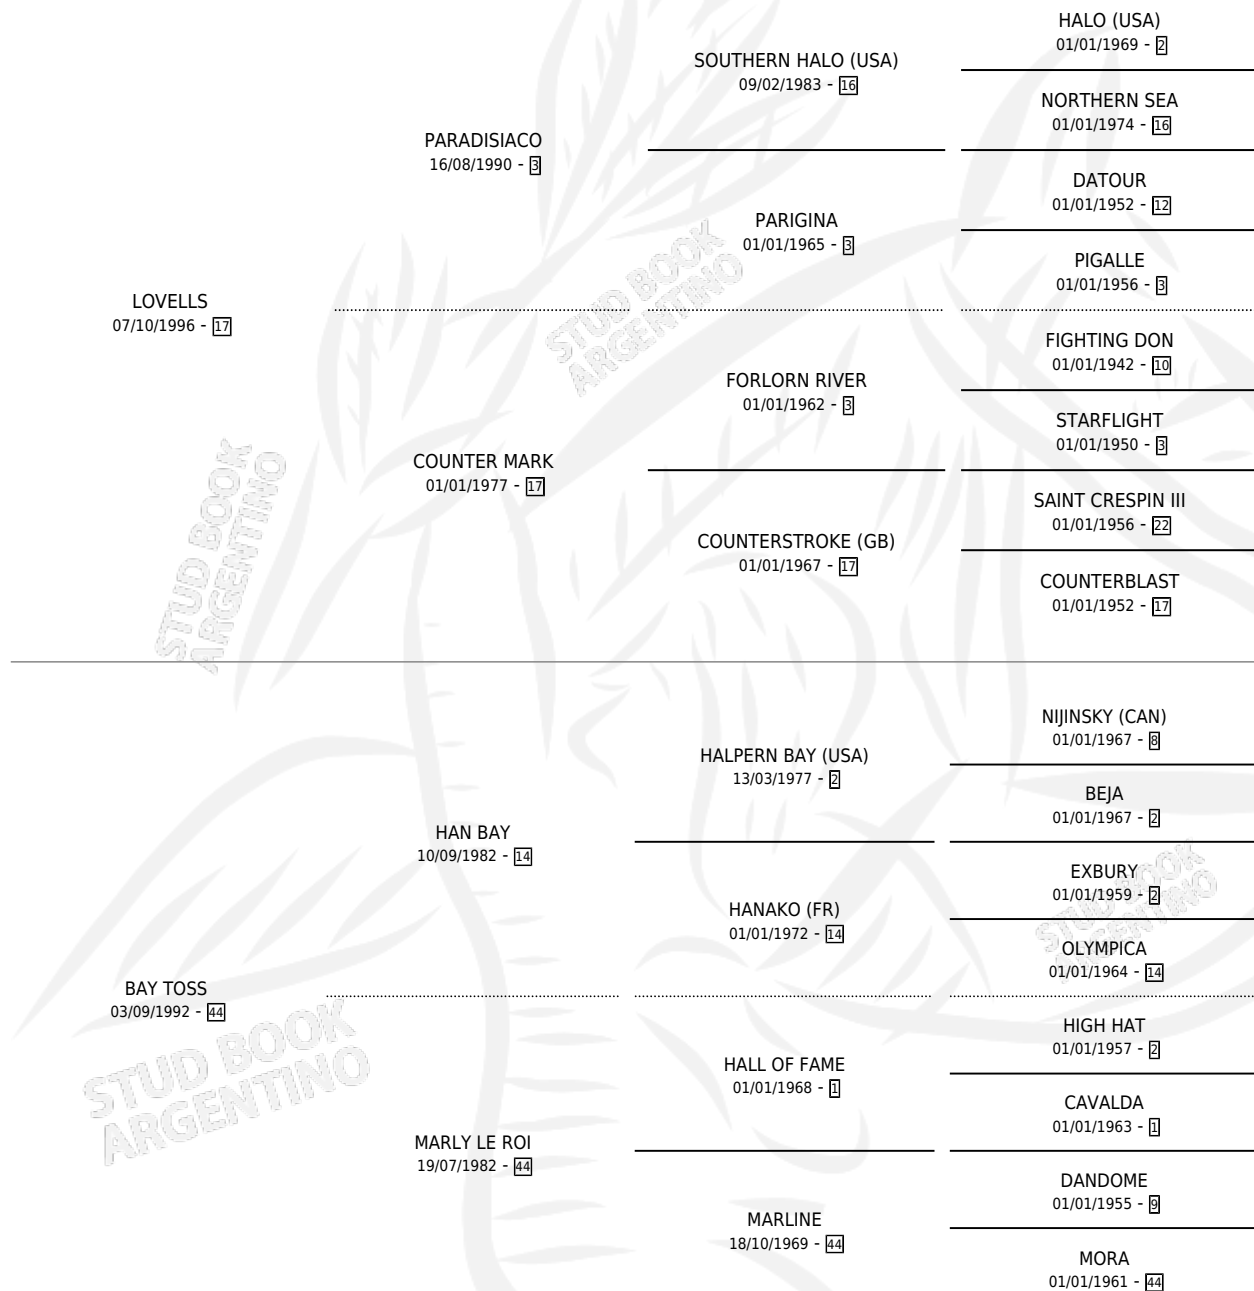 HALO (USA)
01/01/1969 - 2
SOUTHERN HALO (USA)
09/02/1983 - 16
NORTHERN SEA
01/01/1974 - 16
PARADISIACO
16/08/1990 - 3
DATOUR
01/01/1952 - 12
PARIGINA
01/01/1965 - 3
PIGALLE
01/01/1956 - 3
LOVELLS
07/10/1996 - 17
FIGHTING DON
01/01/1942 - 10
FORLORN RIVER
01/01/1962 - 3
STARFLIGHT
01/01/1950 - 3
COUNTER MARK
01/01/1977 - 17
SAINT CRESPIN III
01/01/1956 - 22
COUNTERSTROKE (GB)
01/01/1967 - 17
COUNTERBLAST
01/01/1952 - 17
NIJINSKY (CAN)
01/01/1967 - 8
HALPERN BAY (USA)
13/03/1977 - 2
BEJA
01/01/1967 - 2
HAN BAY
10/09/1982 - 14
EXBURY
01/01/1959 - 2
HANAKO (FR)
01/01/1972 - 14
OLYMPICA
01/01/1964 - 14
BAY TOSS
03/09/1992 - 44
HIGH HAT
01/01/1957 - 2
HALL OF FAME
01/01/1968 - 1
CAVALDA
01/01/1963 - 1
MARLY LE ROI
19/07/1982 - 44
DANDOME
01/01/1955 - 9
MARLINE
18/10/1969 - 44
MORA
01/01/1961 - 44
STUD BOOK
ARGENTINO
STUD BOOK
ARGENTINO
STUD BOOK
ARGENTINO
STUD BOOK
ARGENTINO